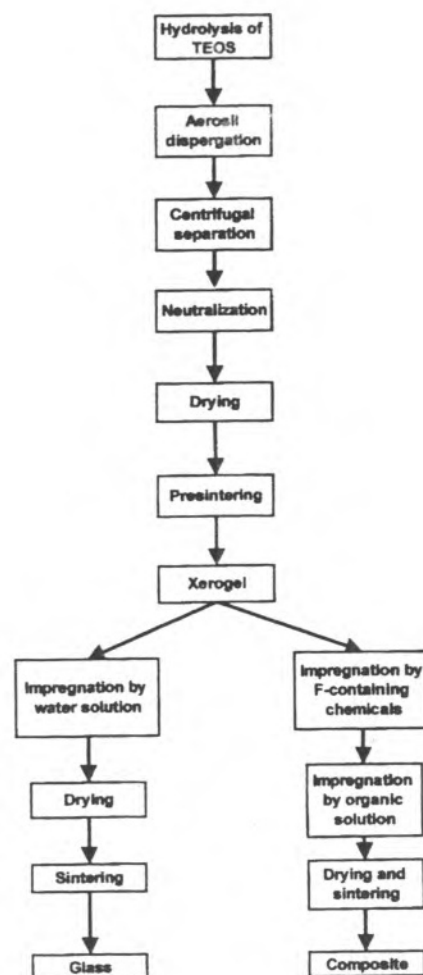 Hydrolysis of
TEOS
Aerosil
dispergation
Centrifugal
separation
Neutralization
Drying
Presintering
Xerogel
Impregnation by
water solution
Impregnation by
F-containing
chemicals
Drying
Impregnation
by organic
solution
Sintering
Drying and
sintering
Glass
Composite